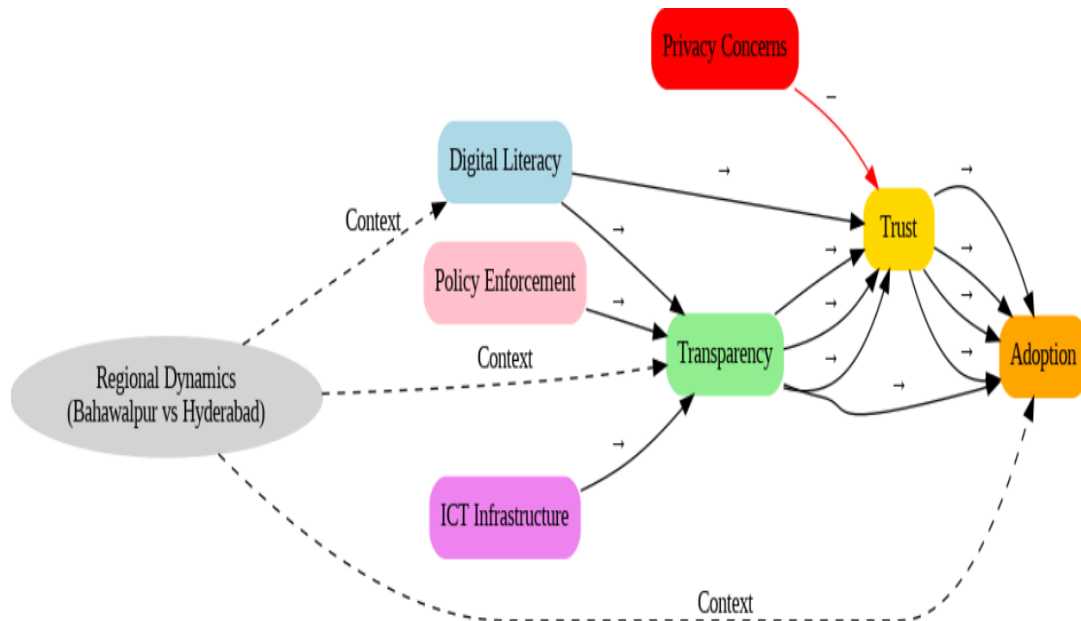 Privacy Concerns
–
Digital Literacy
→
→
Trust
→
Context
→
→
→
Policy Enforcement
→
→
→
Transparency
→
→
Adoption
Context
→
Regional Dynamics
(Bahawalpur vs Hyderabad)
→
ICT Infrastructure
Context